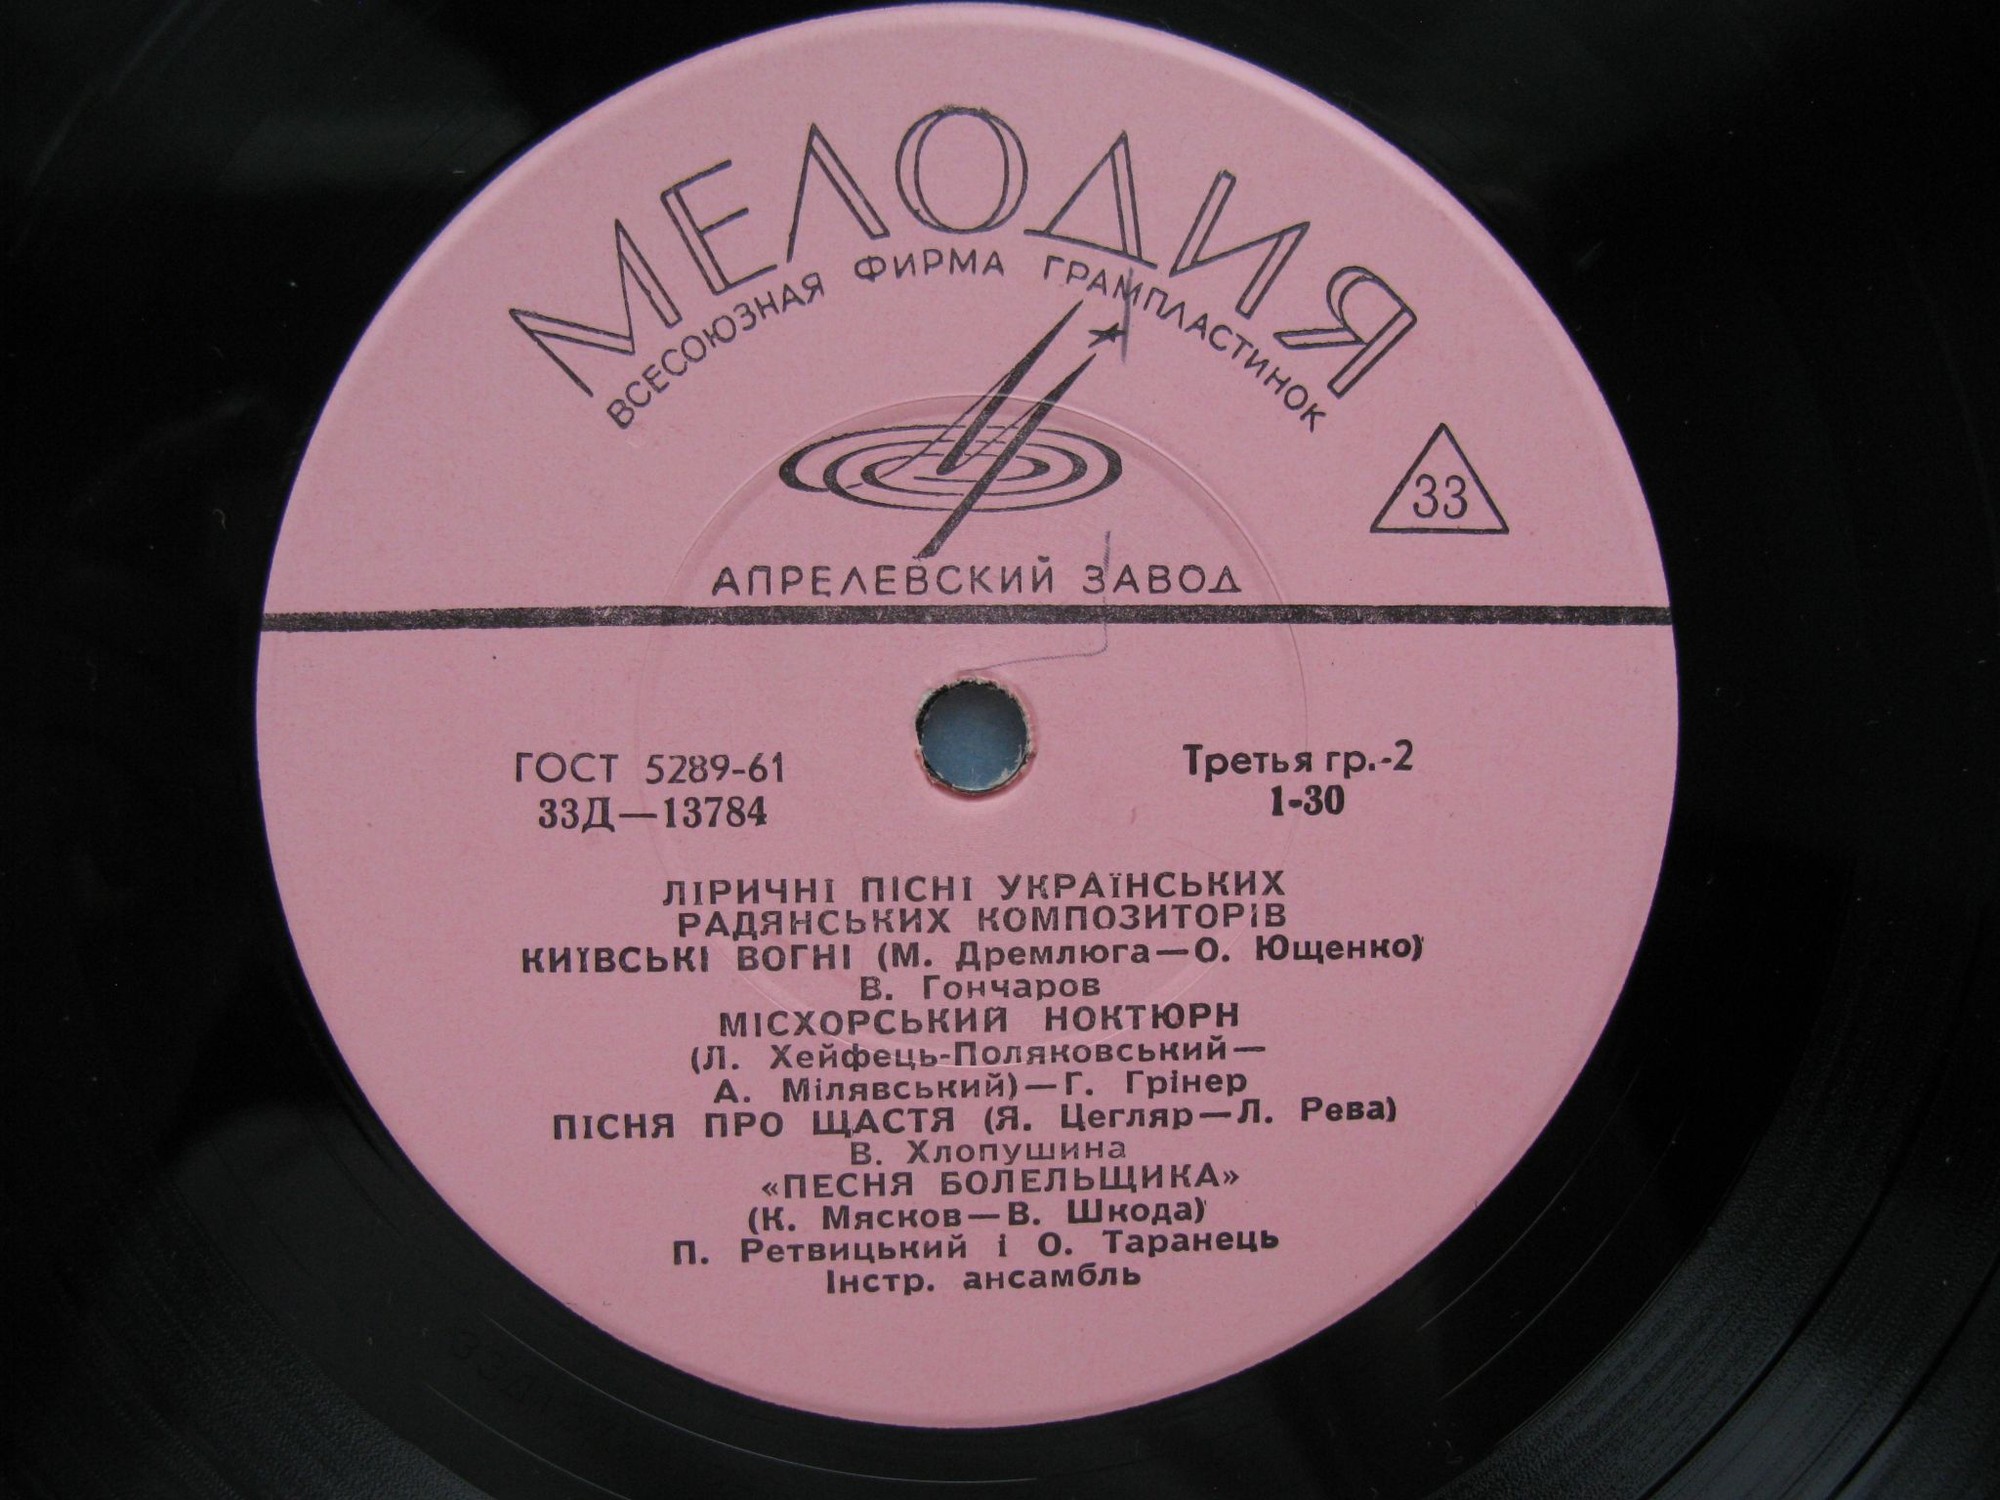 МЕЛОДИЯ
ВСЕСОЮЗНАЯ ФИРМА ГРАМПЛАСТИНОК
33
АПРЕЛЕВСКИЙ ЗАВОД
ГОСТ 5289-61
33Д—13784
Третья гр.-2
1-30
ЛІРИЧНІ ПІСНІ УКРАЇНСЬКИХ
РАДЯНСЬКИХ КОМПОЗИТОРІВ
КИЇВСЬКІ ВОГНІ (М. Дремлюга—О. Ющенко)
В. Гончаров
МІСХОРСЬКИЙ НОКТЮРН
(Л. Хейфець-Поляковський—
А. Мілявський)—Г. Грінер
ПІСНЯ ПРО ЩАСТЯ (Я. Цегляр—Л. Рева)
В. Хлопушина
«ПЕСНЯ БОЛЕЛЬЩИКА»
(К. Мясков—В. Шкода)
П. Ретвицький і О. Таранець
Інстр. ансамбль